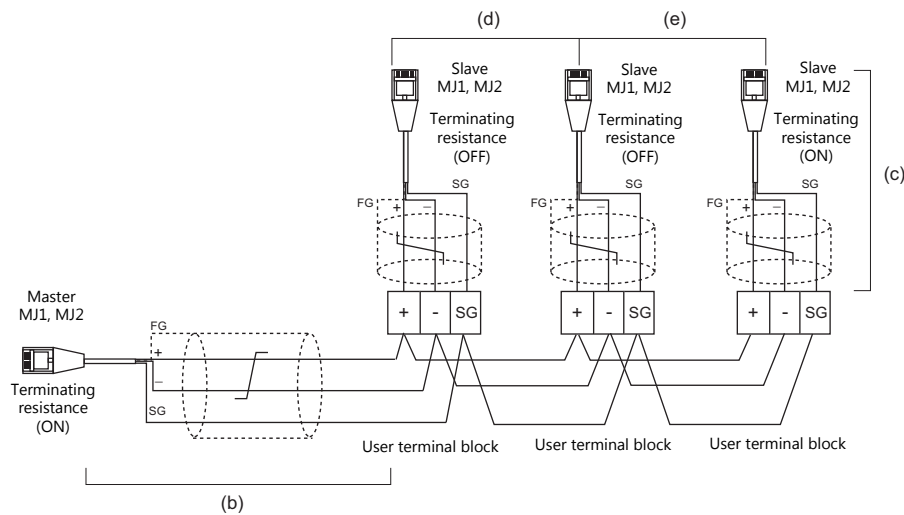 (d)
(e)
Slave
MJ1, MJ2
Terminating
resistance
(OFF)
Slave
MJ1, MJ2
Terminating
resistance
(OFF)
Slave
MJ1, MJ2
Terminating
resistance
(ON)
(c)
SG
FG
+
−
SG
FG
+
−
SG
FG
+
−
+
-
SG
+
-
SG
+
-
SG
Master
MJ1, MJ2
FG
+
−
SG
Terminating
resistance
(ON)
User terminal block
User terminal block
User terminal block
(b)